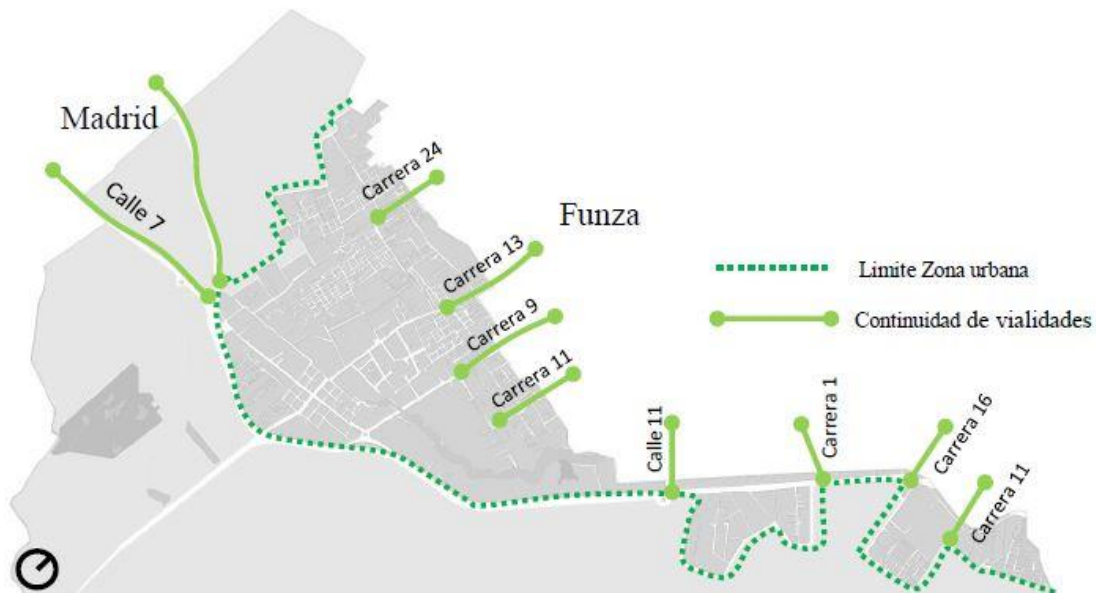 Madrid
Calle 7
Carrera 24
Funza
Carrera 13
Carrera 9
Carrera 11
Limite Zona urbana
Continuidad de vialidades
Calle 11
Carrera 1
Carrera 16
Carrera 11